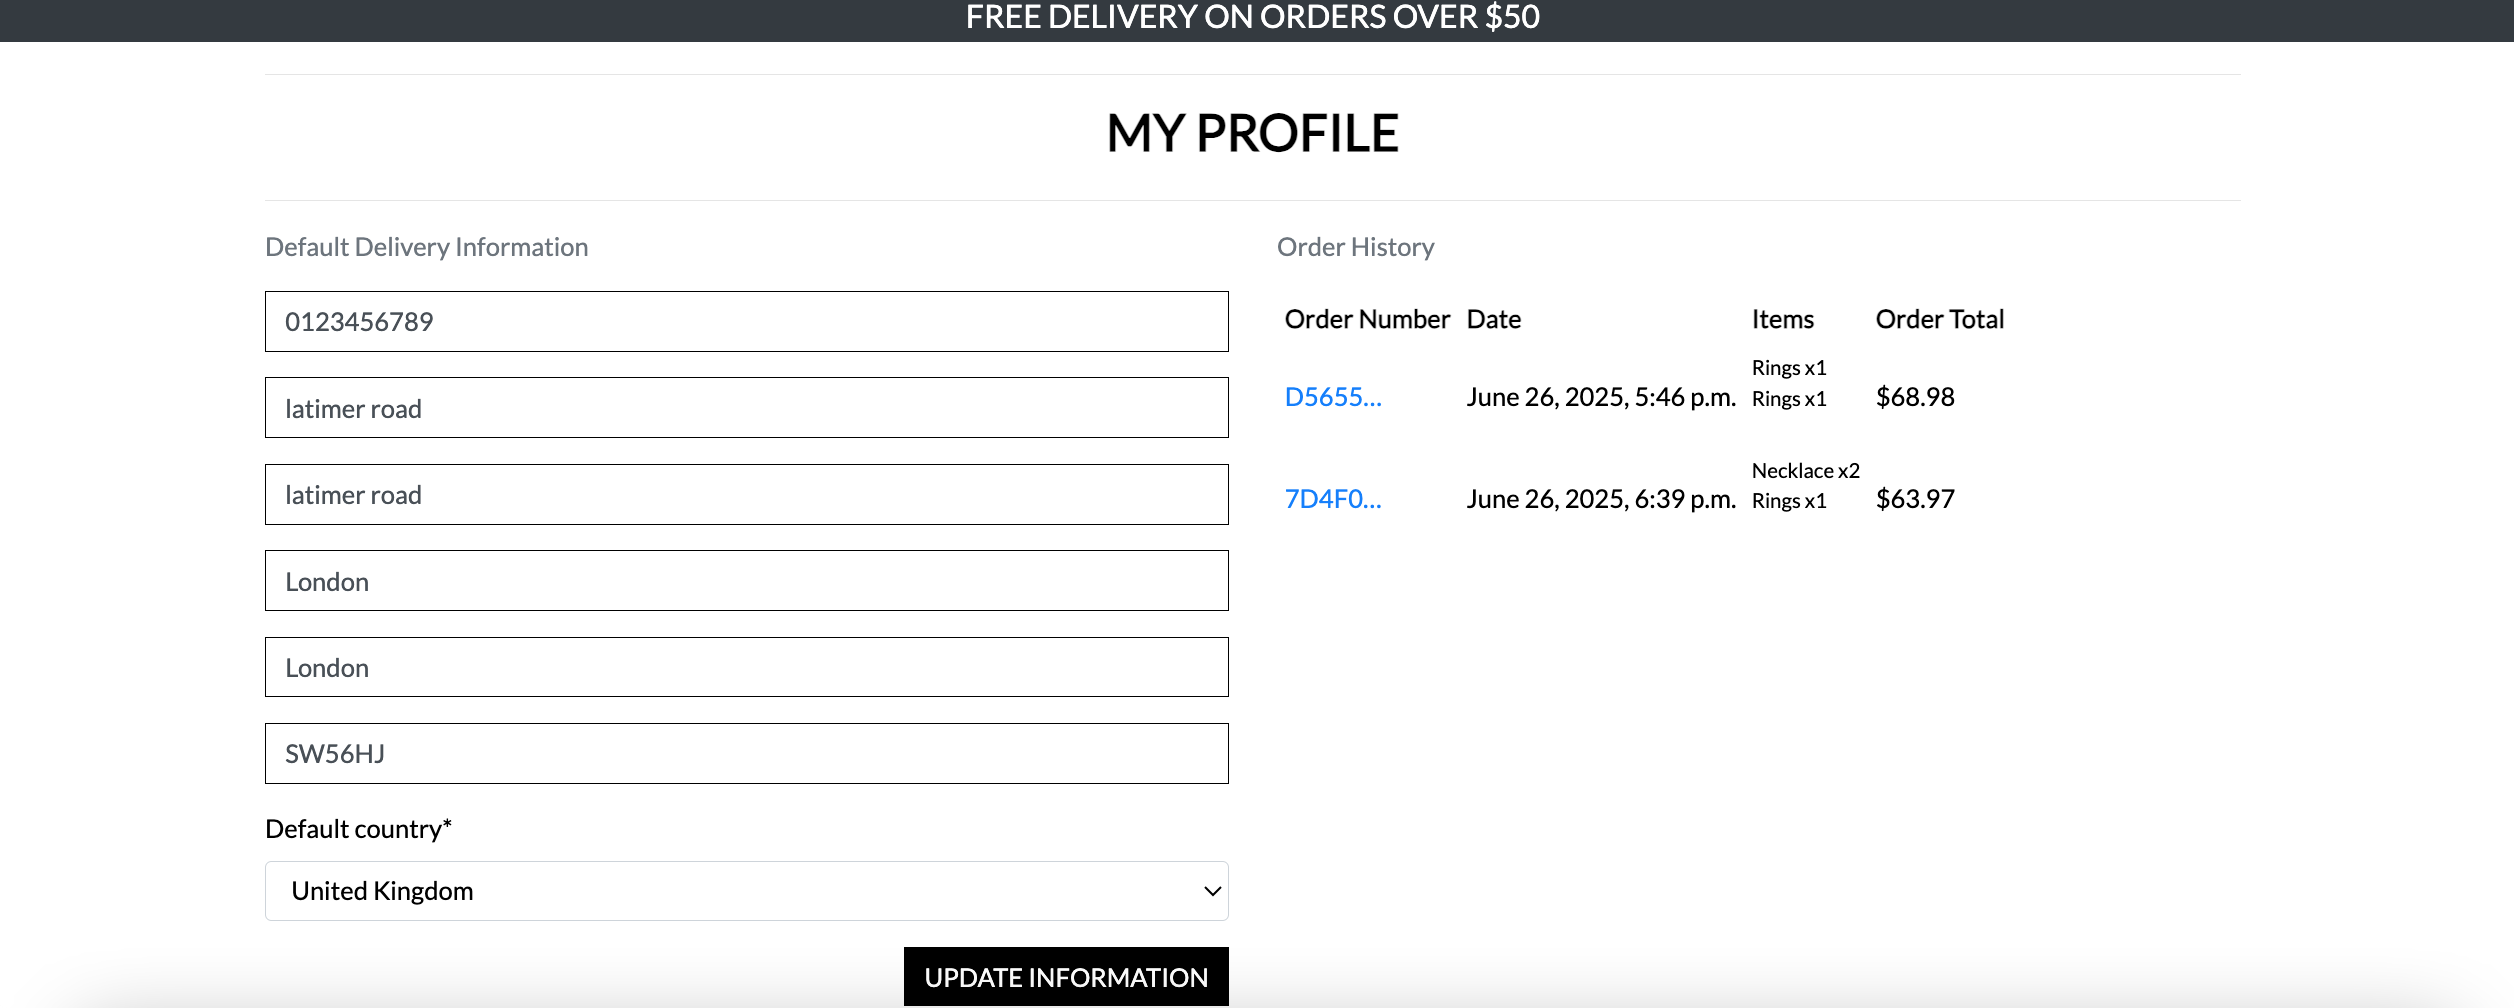 FREE DELIVERY ON ORDERS OVER $50
MY PROFILE
Default Delivery Information
0123456789
latimer road
latimer road
London
London
SW56HJ
Default country*
United Kingdom
UPDATE INFORMATION
Order History
Order Number Date Items Order Total
Rings x1
D5655... June 26, 2025, 5:46 p.m. Rings x1 $68.98
Necklace x2
7D4F0... June 26, 2025, 6:39 p.m. Rings x1 $63.97